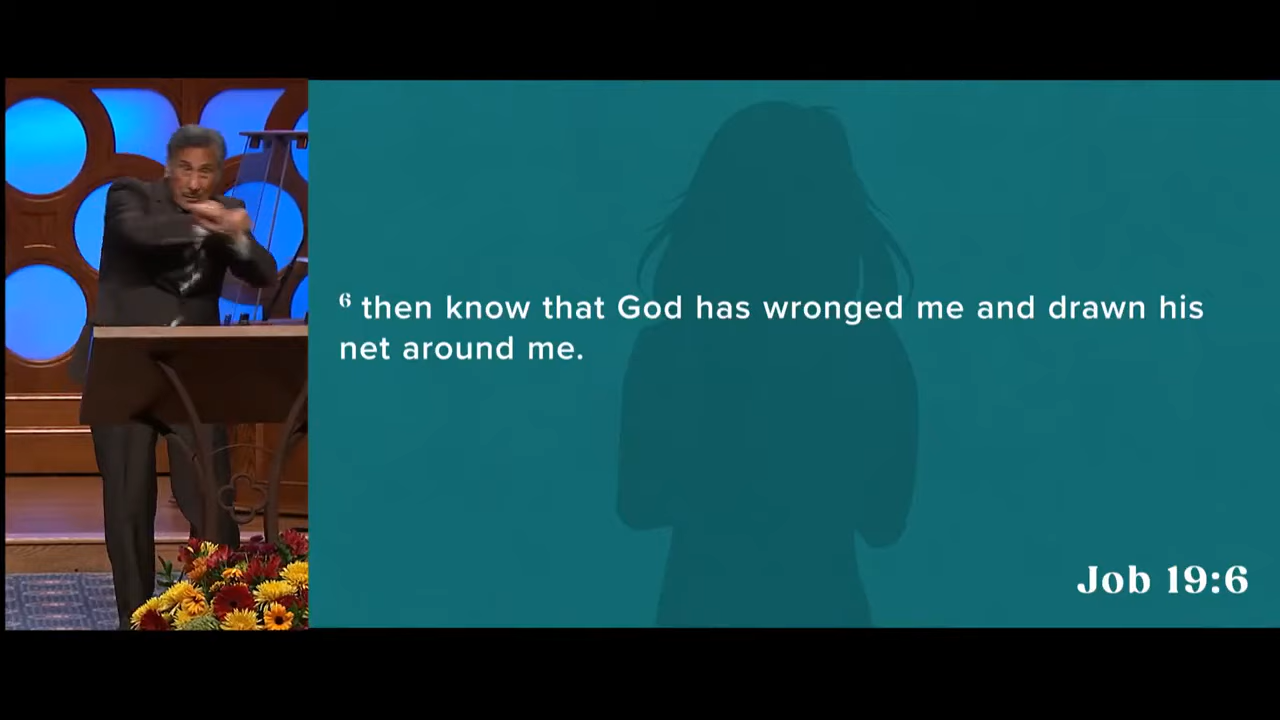 ⁶ then know that God has wronged me and drawn his
net around me.
Job 19:6